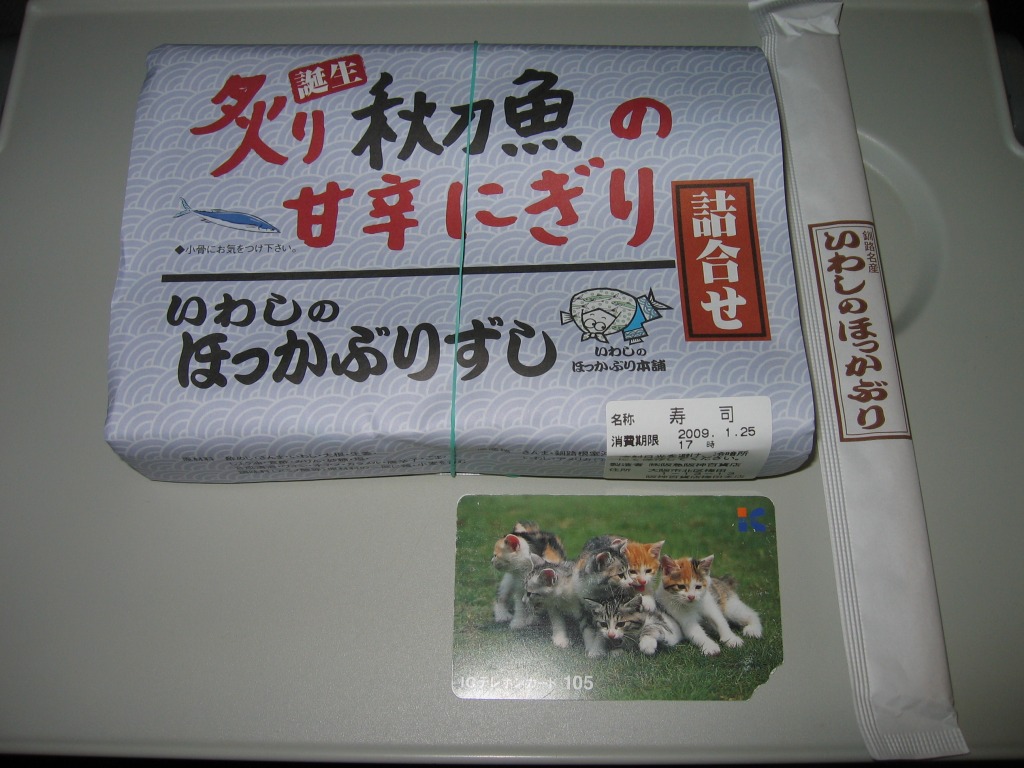 誕生
炙り秋刀魚の
甘辛にぎり
◆小骨にお気をつけ下さい。
詰合せ
いわしの
ほっかぶりずし
いわしの
ほっかぶり本舗
名称 寿司
消費期限 2009. 1.25
17時
釧路名産
いわしのほっかぶり
IC
ICテレホンカード 105